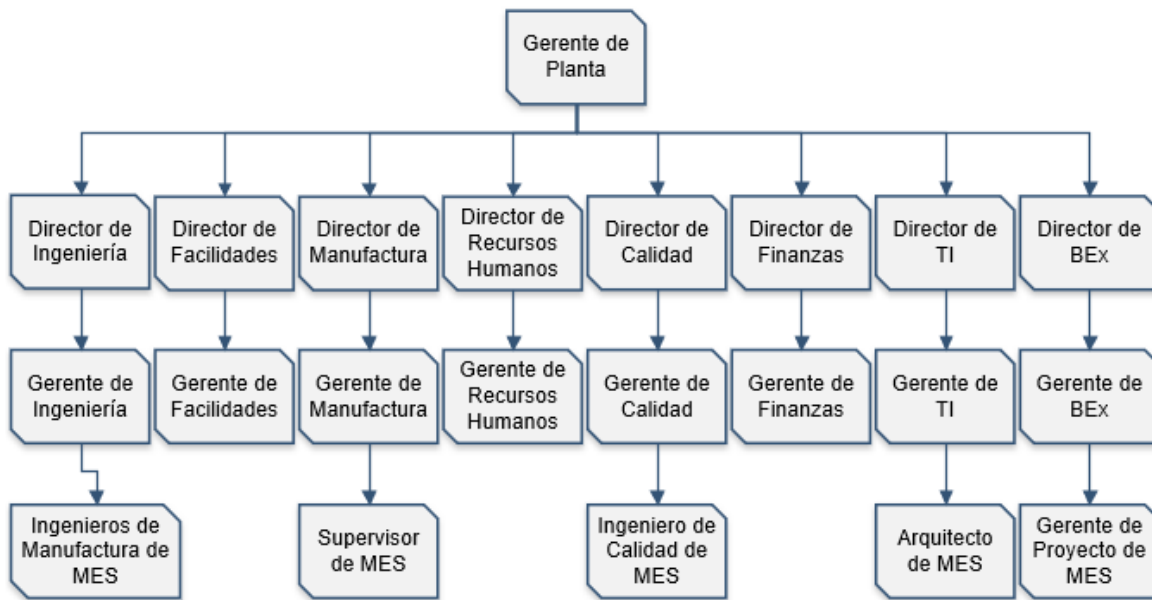 Gerente de
Planta
Director de
Ingeniería
Director de
Facilidades
Director de
Manufactura
Director de
Recursos
Humanos
Director de
Calidad
Director de
Finanzas
Director de
TI
Director de
BEx
Gerente de
Ingeniería
Gerente de
Facilidades
Gerente de
Manufactura
Gerente de
Recursos
Humanos
Gerente de
Calidad
Gerente de
Finanzas
Gerente de
TI
Gerente de
BEx
Ingenieros de
Manufactura de
MES
Supervisor
de MES
Ingeniero de
Calidad de
MES
Arquitecto
de MES
Gerente de
Proyecto de
MES